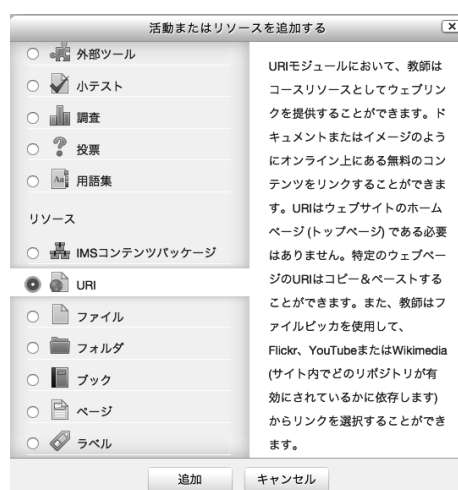 活動またはリソースを追加する
外部ツール
小テスト
調査
投票
用語集
リソース
IMSコンテンツパッケージ
URI
ファイル
フォルダ
ブック
ページ
ラベル
URIモジュールにおいて、教師は
コースリソースとしてウェブリン
クを提供することができます。ド
キュメントまたはイメージのよう
にオンライン上にある無料のコン
テンツをリンクすることができま
す。URIはウェブサイトのホーム
ページ (トップページ) である必要
はありません。特定のウェブペー
ジのURIはコピー＆ペーストする
ことができます。また、教師はフ
ァイルピッカを使用して、
Flickr、YouTubeまたはWikimedia
(サイト内でどのリポジトリが有
効にされているかに依存します)
からリンクを選択することができ
ます。
追加
キャンセル